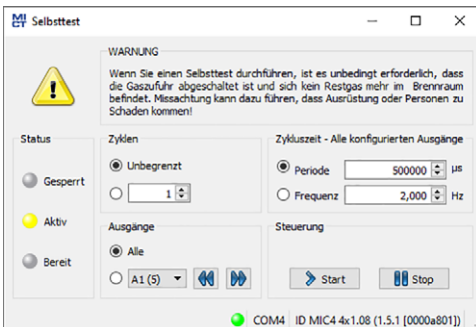 MICT Selbsttest
WARNUNG
Wenn Sie einen Selbsttest durchführen, ist es unbedingt erforderlich, dass
die Gaszufuhr abgeschaltet ist und sich kein Restgas mehr im Brennraum
befindet. Missachtung kann dazu führen, dass Ausrüstung oder Personen zu
Schaden kommen!
Status
Gesperrt
Aktiv
Bereit
Zyklen
Unbegrenzt
1
Zykluszeit - Alle konfigurierten Ausgänge
Periode 500000 µs
Frequenz 2,000 Hz
Ausgänge
Alle
A1 (5)
Steuerung
Start Stop
COM4 ID MIC4 4x1.08 (1.5.1 [0000a801])